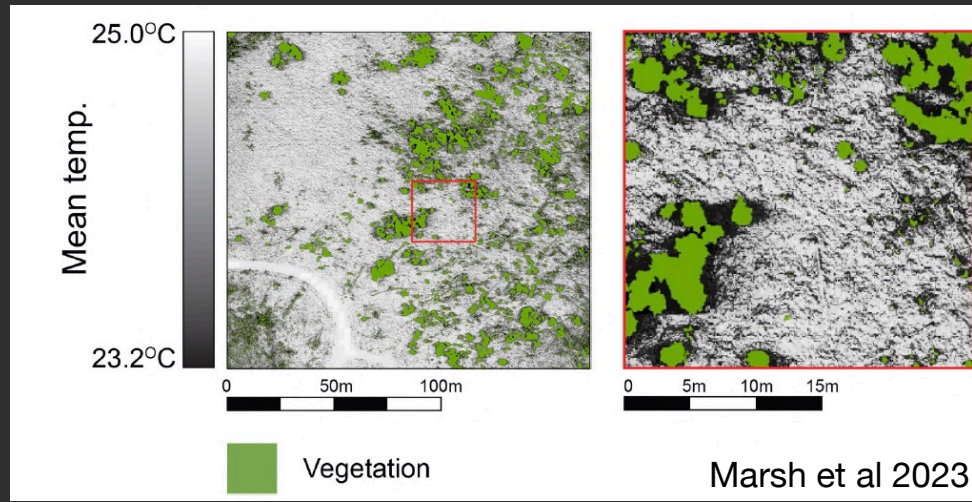 25.0°C
Mean temp.
23.2°C
0 50m 100m
0 5m 10m 15m
Vegetation
Marsh et al 2023